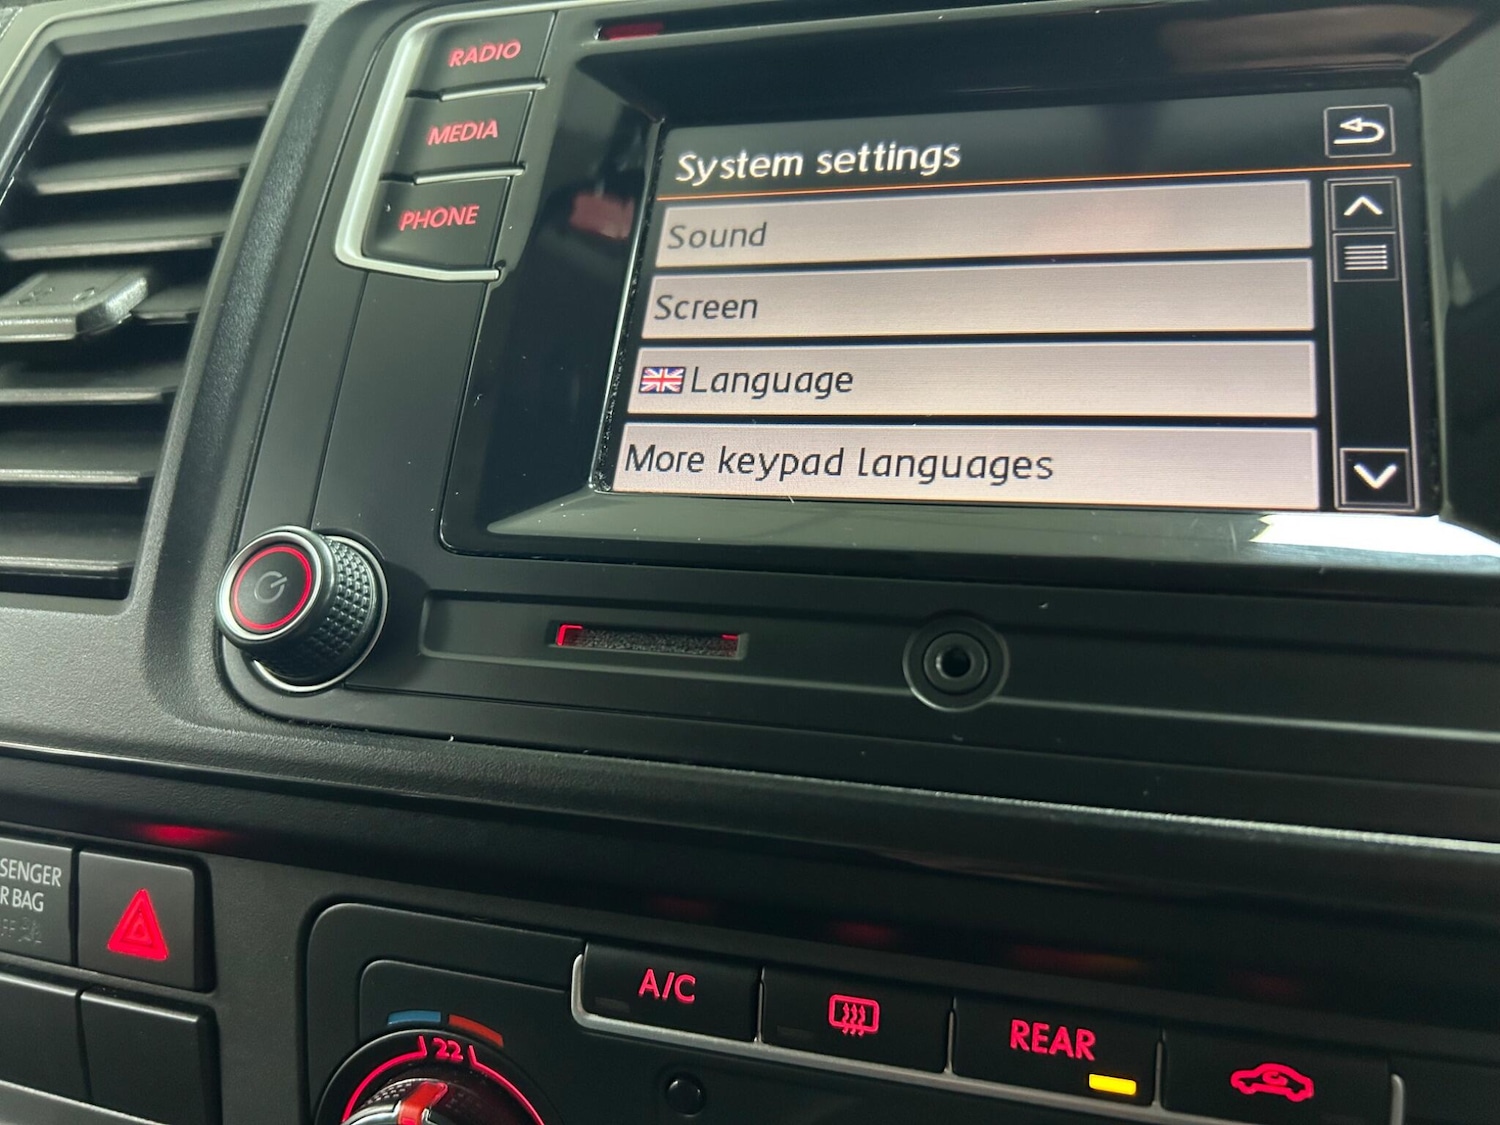 RADIO
MEDIA
PHONE
System settings
Sound
Screen
Language
More keypad languages
SENGER
R BAG
A/C
REAR
22